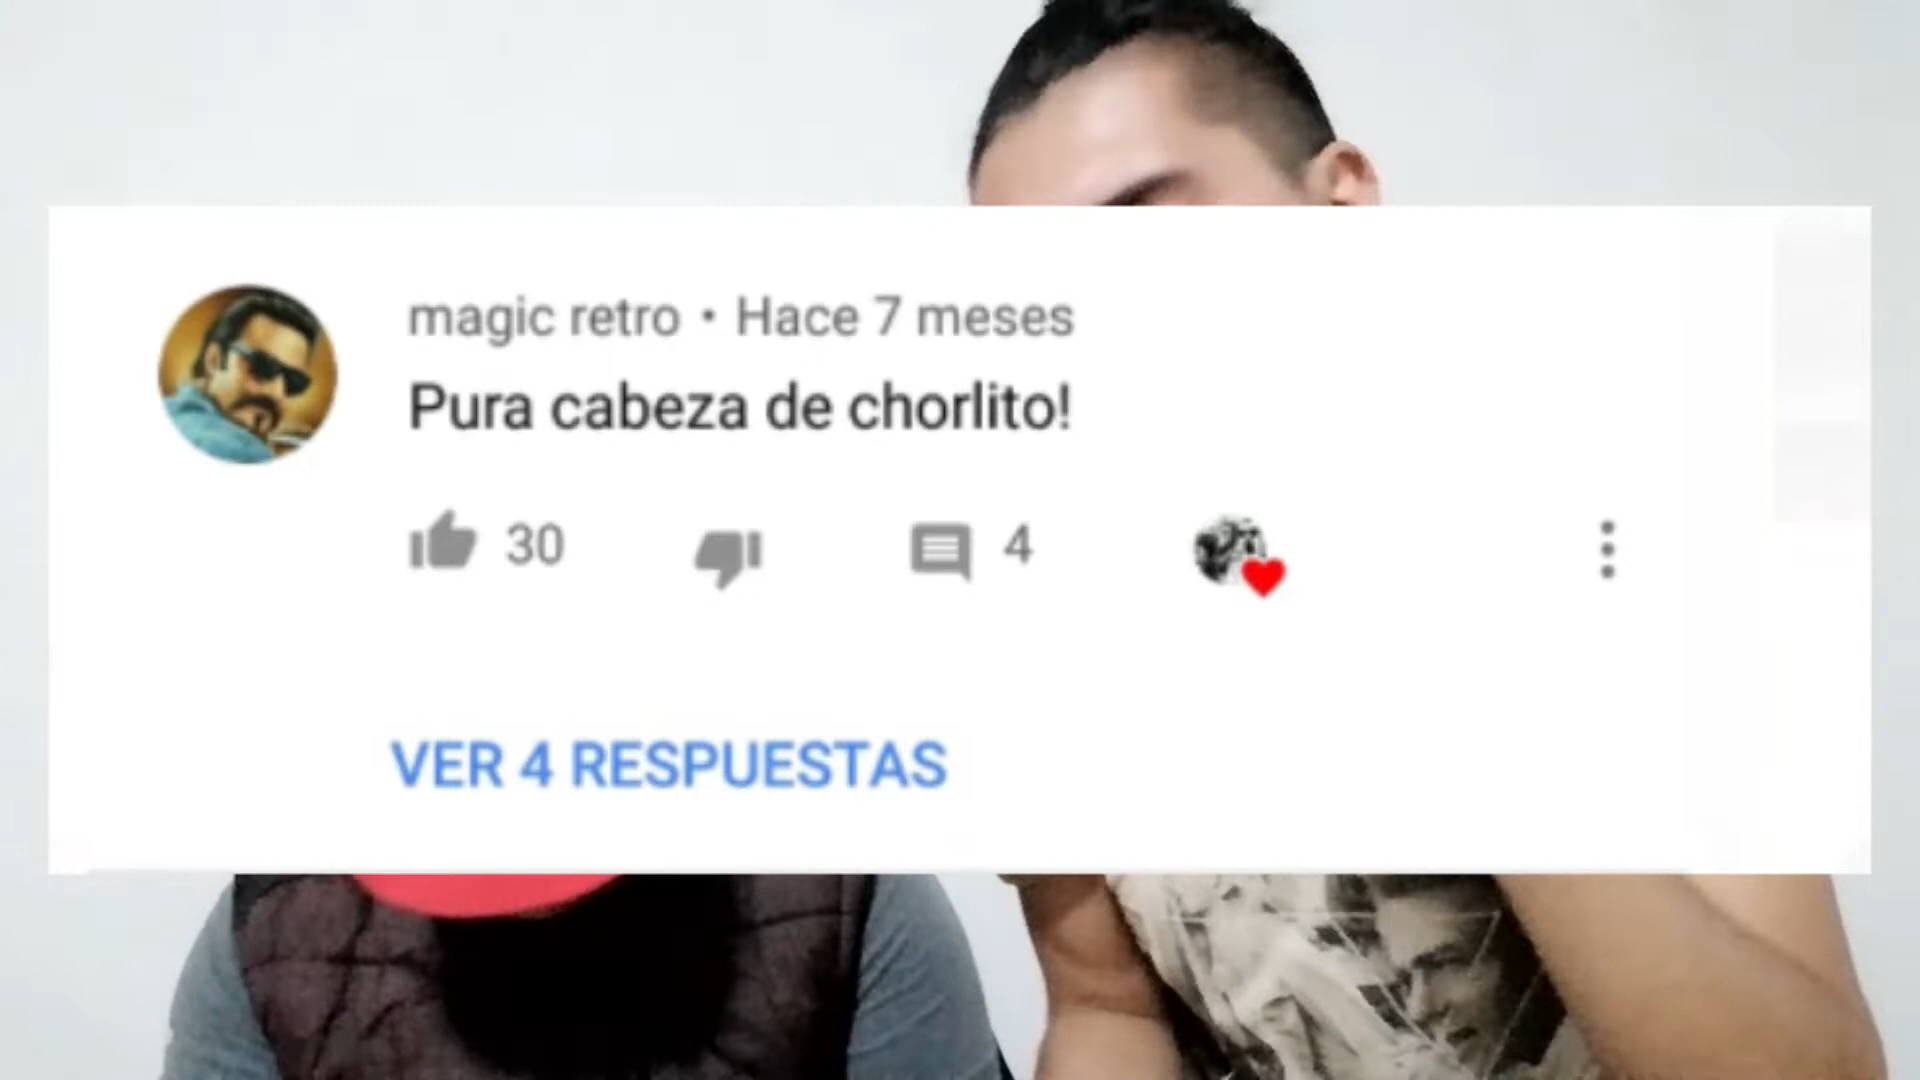 magic retro • Hace 7 meses
Pura cabeza de chorlito!
30 4
VER 4 RESPUESTAS